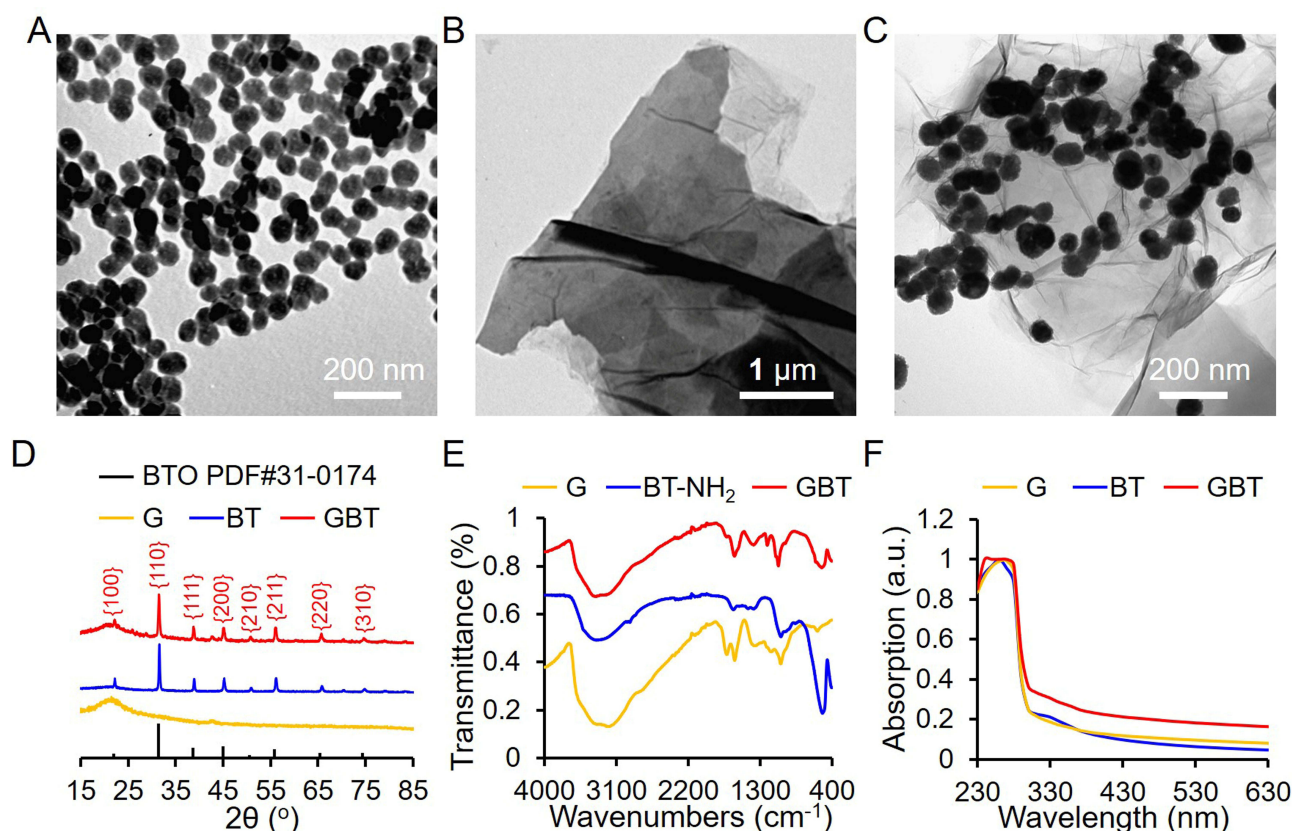 A
B
C
200 nm
1 μm
200 nm
D
BTO PDF#31-0174
G BT GBT
{100}
{110}
{111}
{200}
{210}
{211}
{220}
{310}
15 25 35 45 55 65 75 85
2θ (o)
E
G BT-NH2 GBT
Transmittance (%)
1
0.8
0.6
0.4
0.2
0
4000 3100 2200 1300 400
Wavenumbers (cm-1)
F
G BT GBT
Absorption (a.u.)
1.2
1
0.8
0.6
0.4
0.2
0
230 330 430 530 630
Wavelength (nm)